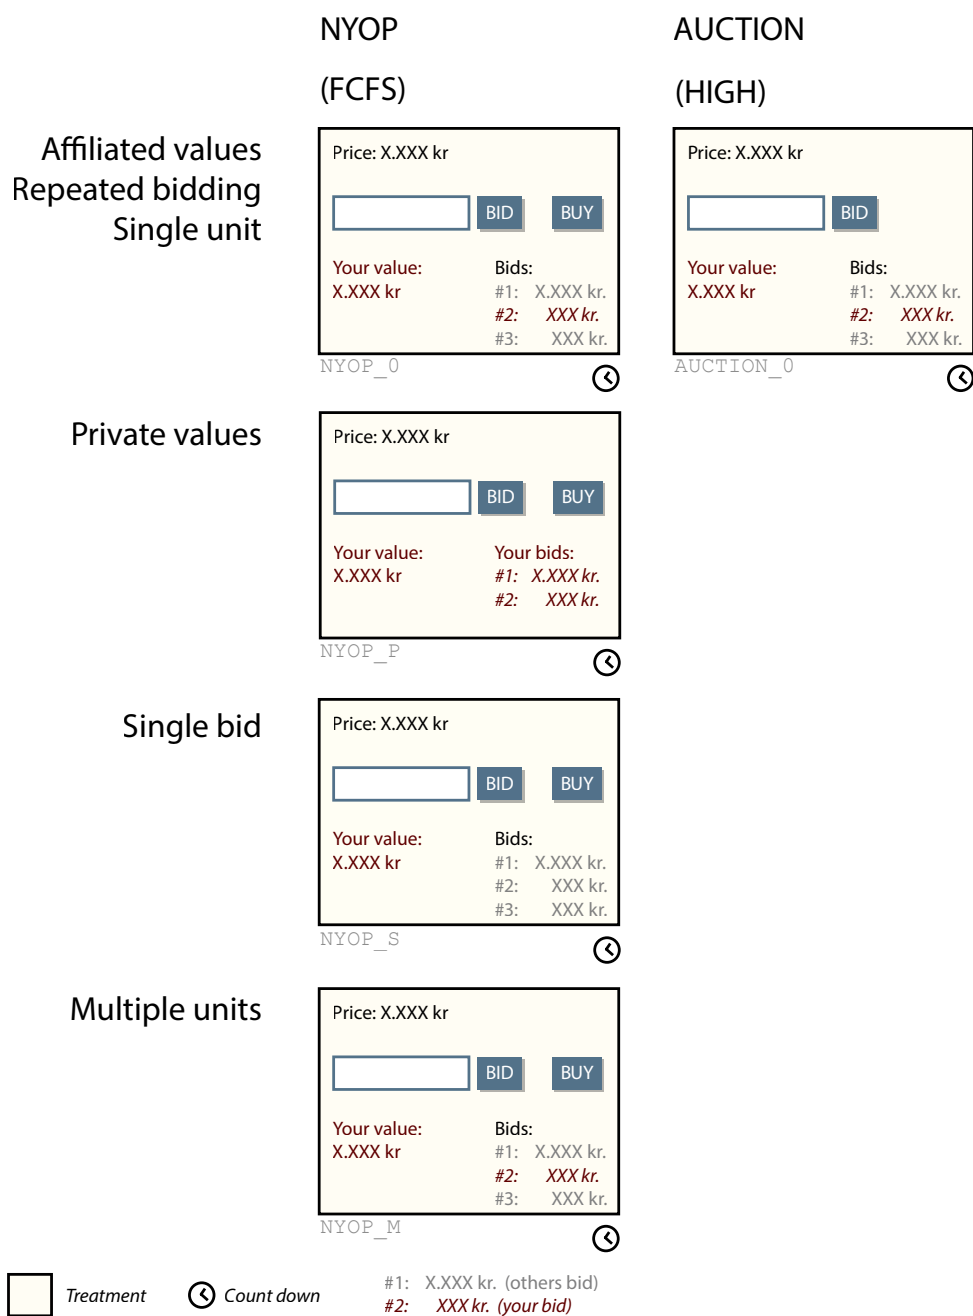 NYOP
AUCTION
(FCFS)
(HIGH)
Affiliated values
Repeated bidding
Single unit
Price: X.XXX kr
BID
BUY
Your value:
X.XXX kr
Bids:
#1: X.XXX kr.
#2: XXX kr.
#3: XXX kr.
NYOP_0
Price: X.XXX kr
BID
Your value:
X.XXX kr
Bids:
#1: X.XXX kr.
#2: XXX kr.
#3: XXX kr.
AUCTION_0
Private values
Price: X.XXX kr
BID
BUY
Your value:
X.XXX kr
Your bids:
#1: X.XXX kr.
#2: XXX kr.
NYOP_P
Single bid
Price: X.XXX kr
BID
BUY
Your value:
X.XXX kr
Bids:
#1: X.XXX kr.
#2: XXX kr.
#3: XXX kr.
NYOP_S
Multiple units
Price: X.XXX kr
BID
BUY
Your value:
X.XXX kr
Bids:
#1: X.XXX kr.
#2: XXX kr.
#3: XXX kr.
NYOP_M
Treatment
Count down
#1: X.XXX kr. (others bid)
#2: XXX kr. (your bid)